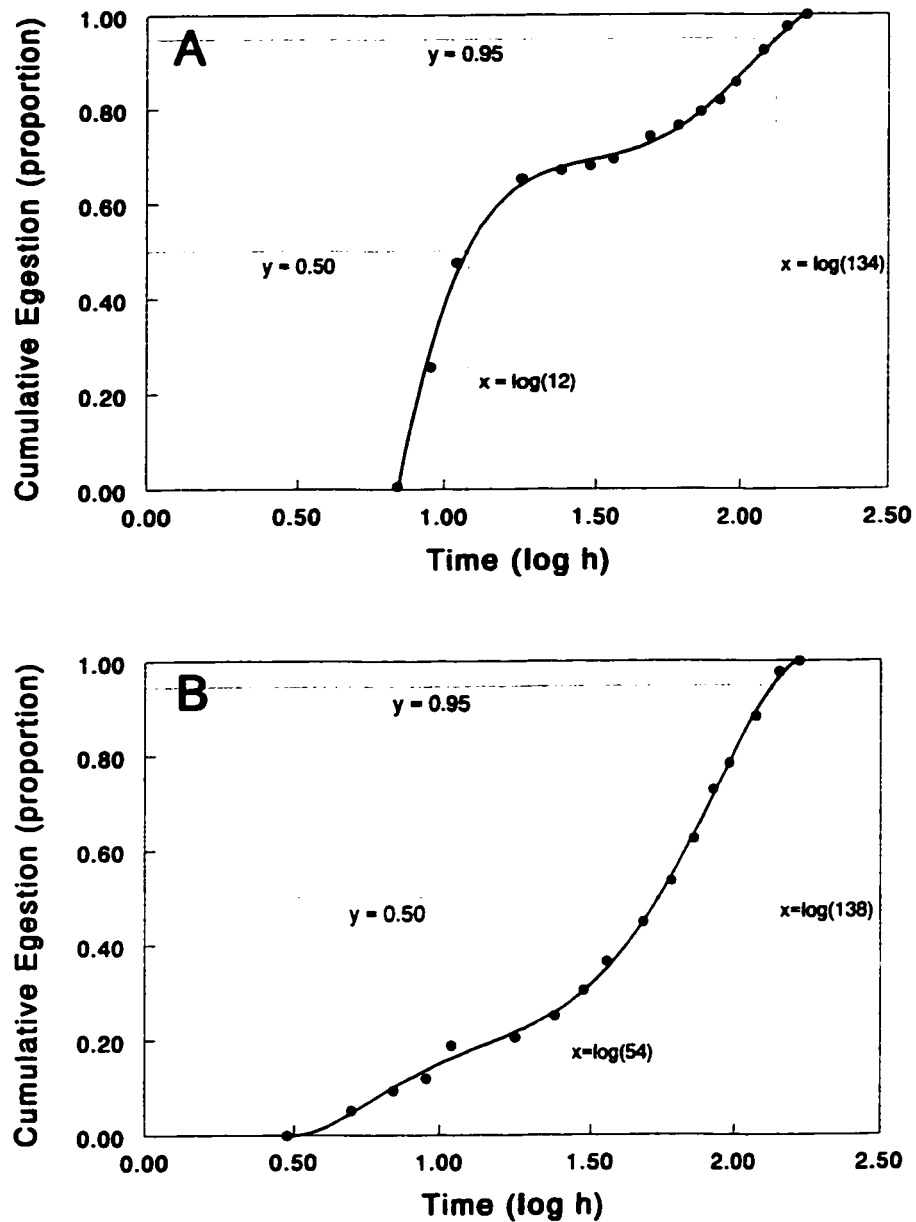 A
Cumulative Egestion (proportion)
1.00
0.80
0.60
0.40
0.20
0.00
y = 0.95
y = 0.50
x = log(134)
x = log(12)
0.00 0.50 1.00 1.50 2.00 2.50
Time (log h)
B
Cumulative Egestion (proportion)
1.00
0.80
0.60
0.40
0.20
0.00
y = 0.95
y = 0.50
x=log(138)
x=log(54)
0.00 0.50 1.00 1.50 2.00 2.50
Time (log h)